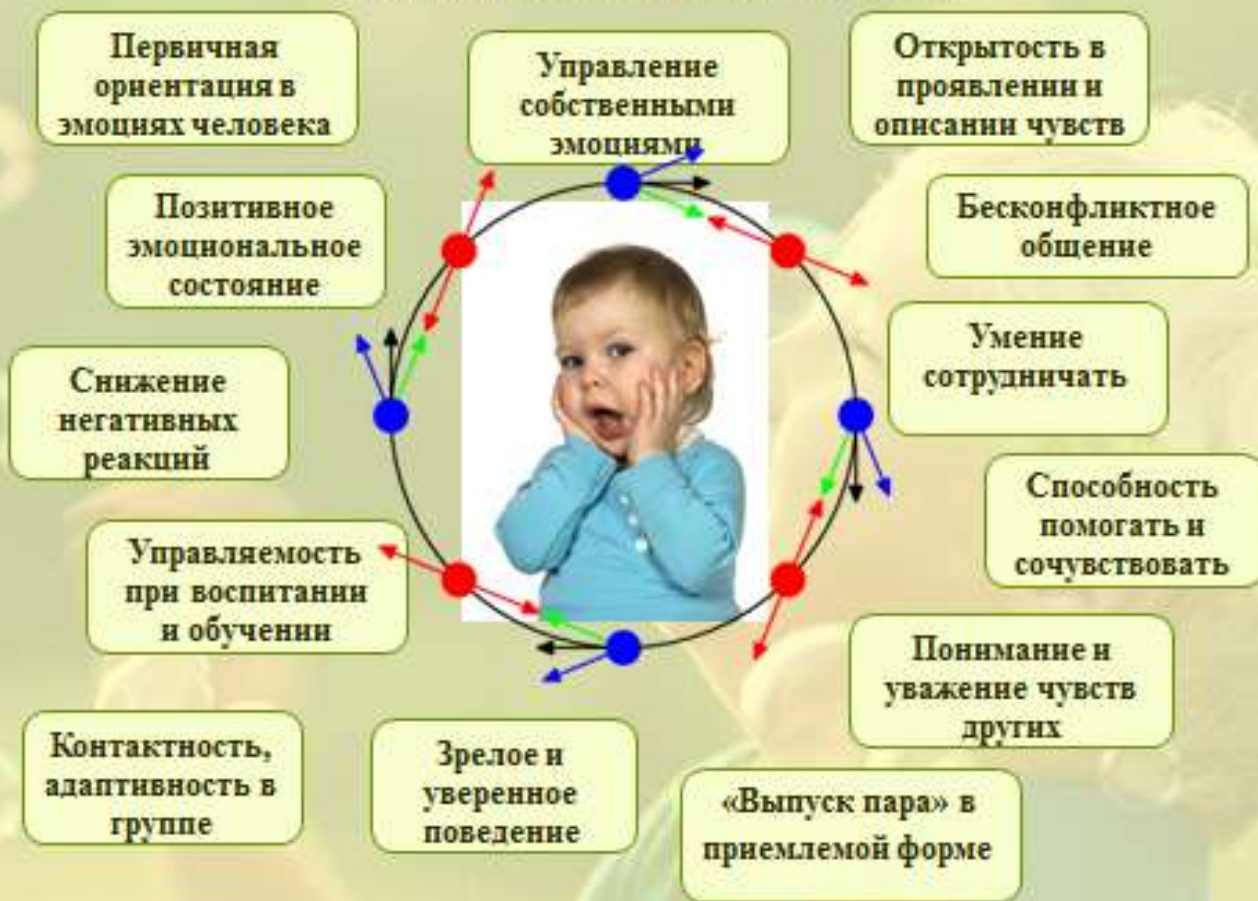 Первичная
ориентация в
эмоциях человека
Управление
собственными
эмоциями
Открытость в
проявлении и
описании чувств
Позитивное
эмоциональное
состояние
Бесконфликтное
общение
Умение
сотрудничать
Снижение
негативных
реакций
Способность
помогать и
сочувствовать
Управляемость
при воспитании
и обучении
Понимание и
уважение чувств
других
Контактность,
адаптивность в
группе
Зрелое и
уверенное
поведение
«Выпуск пара» в
приемлемой форме